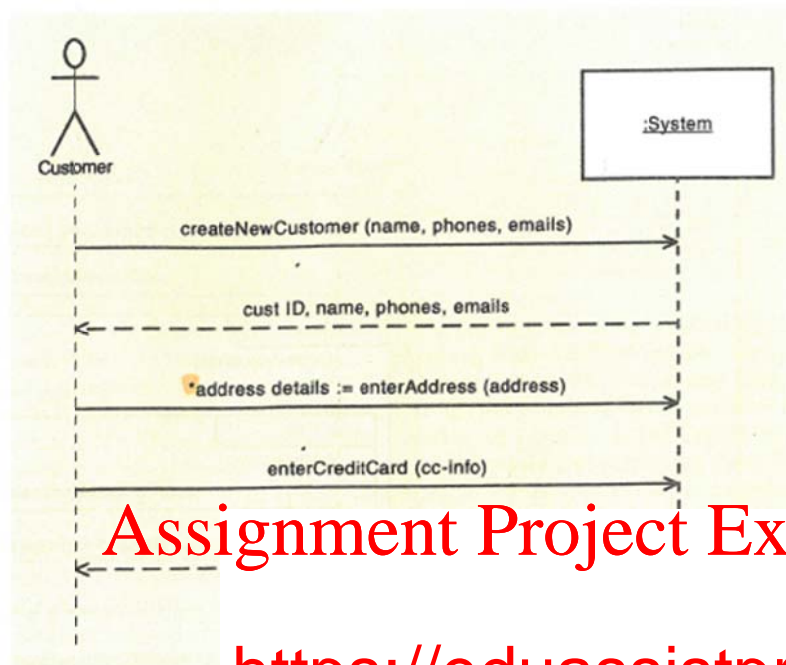 :System
Customer
createNewCustomer (name, phones, emails)
cust ID, name, phones, emails
*address details := enterAddress (address)
enterCreditCard (cc-info)
Assignment Project Ex